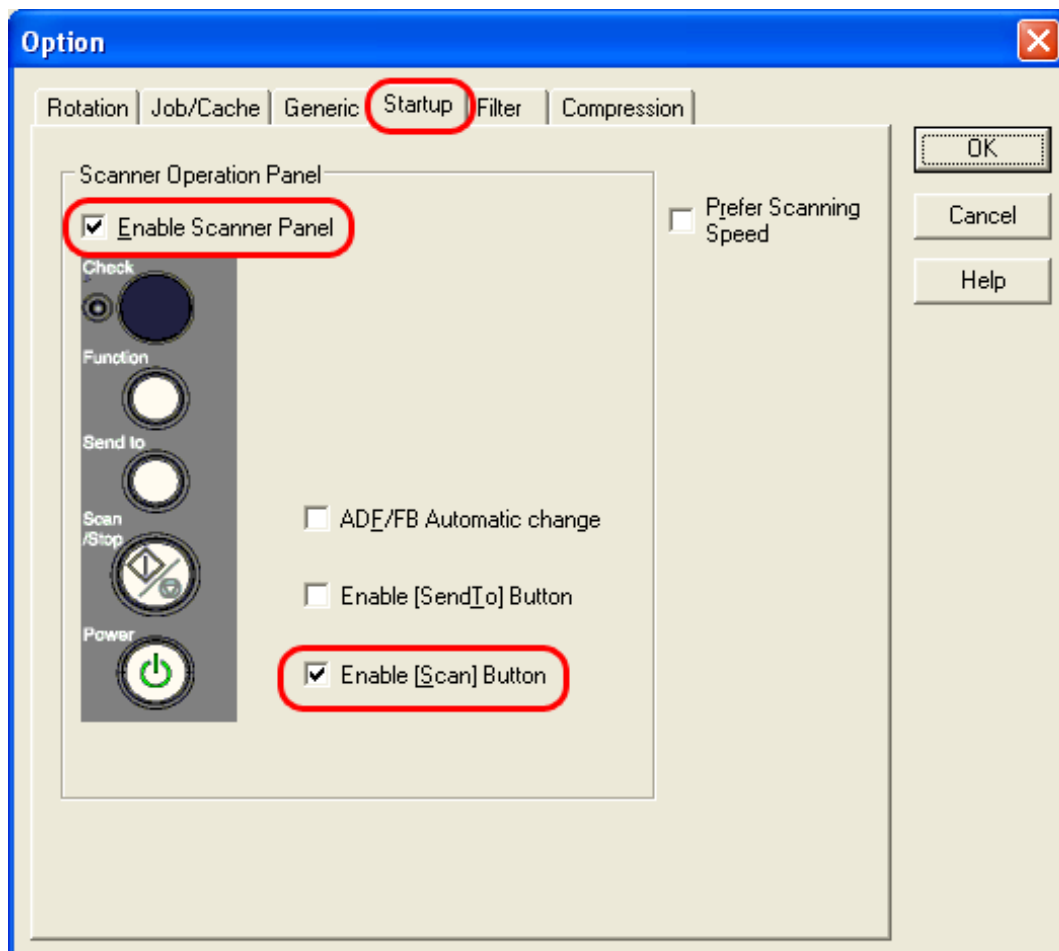 Option
Rotation Job/Cache Generic Startup Filter Compression
OK
Cancel
Help
Scanner Operation Panel
Enable Scanner Panel
Prefer Scanning
Speed
Check
Function
Send to
Scan
/Stop
Power
ADF/FB Automatic change
Enable [SendTo] Button
Enable [Scan] Button